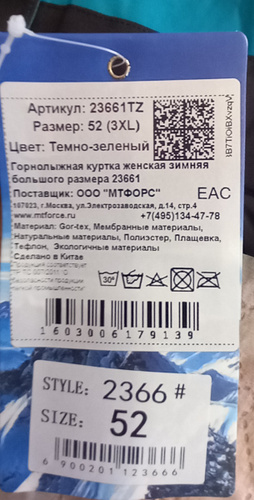 Артикул: 23661TZ
Размер: 52 (3XL)
Цвет: Темно-зеленый
Горнолыжная куртка женская зимняя
большого размера 23661
Поставщик: ООО "МТФОРС"
EAC
107023, г.Москва, ул.Электрозаводская, д.14, стр.4
www.mtforce.ru +7(495)134-47-78
Материал: Gor-tex, Мембранные материалы,
Натуральные материалы, Полиэстер, Плащевка,
Тефлон, Экологичные материалы
Сделано в Китае
Продукция соответствует
30°
1603006179139
STYLE: 2366#
SIZE: 52
6 900201 123666